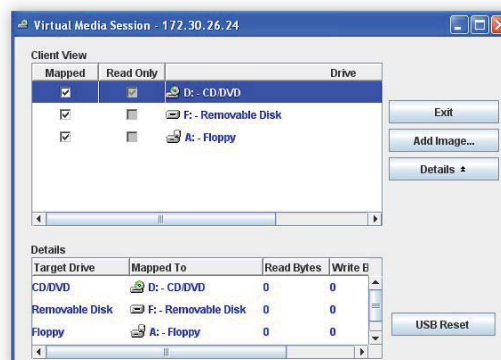 Virtual Media Session - 172.30.26.24
Client View
Mapped Read Only Drive
D: - CD/DVD
F: - Removable Disk
A: - Floppy
Exit
Add Image...
Details
Details
Target Drive Mapped To Read Bytes Write B
CD/DVD D: - CD/DVD 0 0
Removable Disk F: - Removable Disk 0 0
Floppy A: - Floppy 0 0
USB Reset